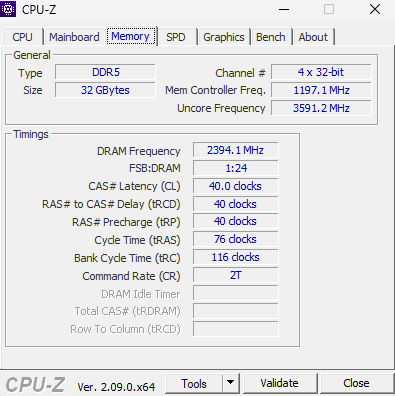 CPU-Z
CPU Mainboard Memory SPD Graphics Bench About
General
Type DDR5 Channel # 4 x 32-bit
Size 32 GBytes Mem Controller Freq. 1197.1 MHz
Uncore Frequency 3591.2 MHz
Timings
DRAM Frequency 2394.1 MHz
FSB:DRAM 1:24
CAS# Latency (CL) 40.0 clocks
RAS# to CAS# Delay (tRCD) 40 clocks
RAS# Precharge (tRP) 40 clocks
Cycle Time (tRAS) 76 clocks
Bank Cycle Time (tRC) 116 clocks
Command Rate (CR) 2T
DRAM Idle Timer
Total CAS# (tRDRAM)
Row To Column (tRCD)
CPU-Z Ver. 2.09.0.x64 Tools Validate Close